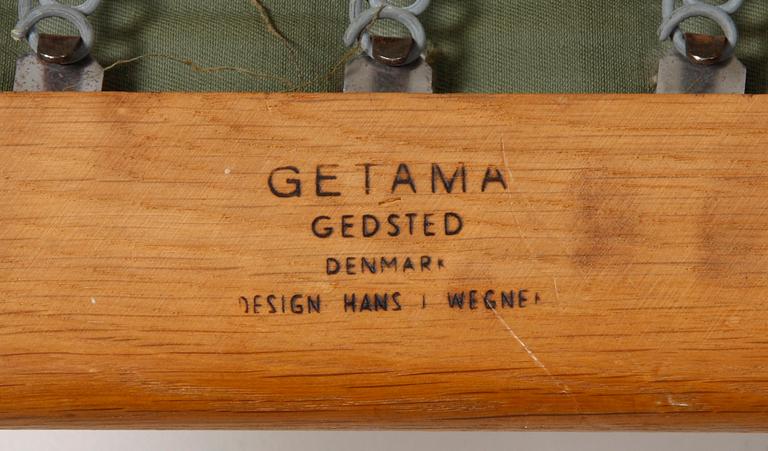 GETAMA
GEDSTED
DENMARK
DESIGN HANS J WEGNER